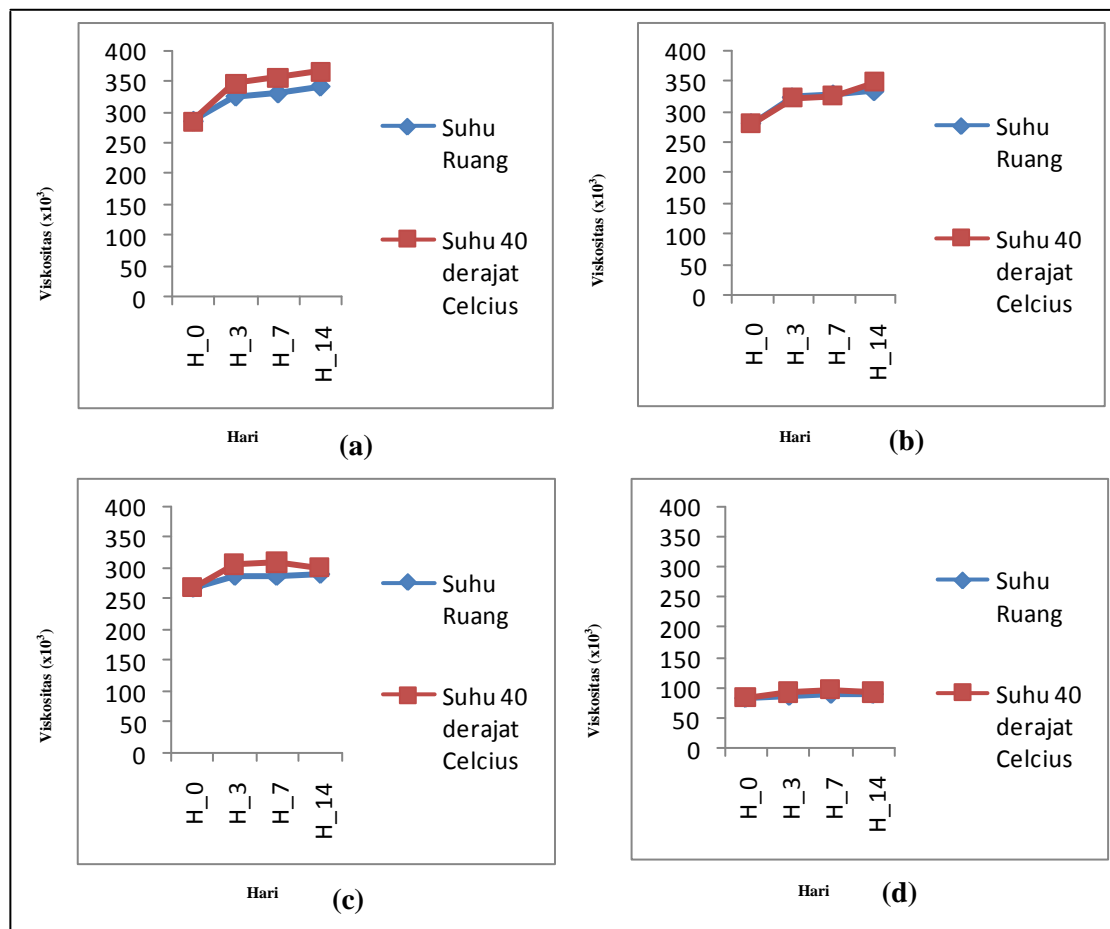 400
350
300
250
200
150
100
50
0
Viskositas (x10³)
H_0
H_3
H_7
H_14
Suhu
Ruang
Suhu 40
derajat
Celcius
Hari
(a)
400
350
300
250
200
150
100
50
0
Viskositas (x10³)
H_0
H_3
H_7
H_14
Suhu
Ruang
Suhu 40
derajat
Celcius
Hari
(b)
400
350
300
250
200
150
100
50
0
Viskositas (x10³)
H_0
H_3
H_7
H_14
Suhu
Ruang
Suhu 40
derajat
Celcius
Hari
(c)
400
350
300
250
200
150
100
50
0
Viskositas (x10³)
H_0
H_3
H_7
H_14
Suhu
Ruang
Suhu 40
derajat
Celcius
Hari
(d)